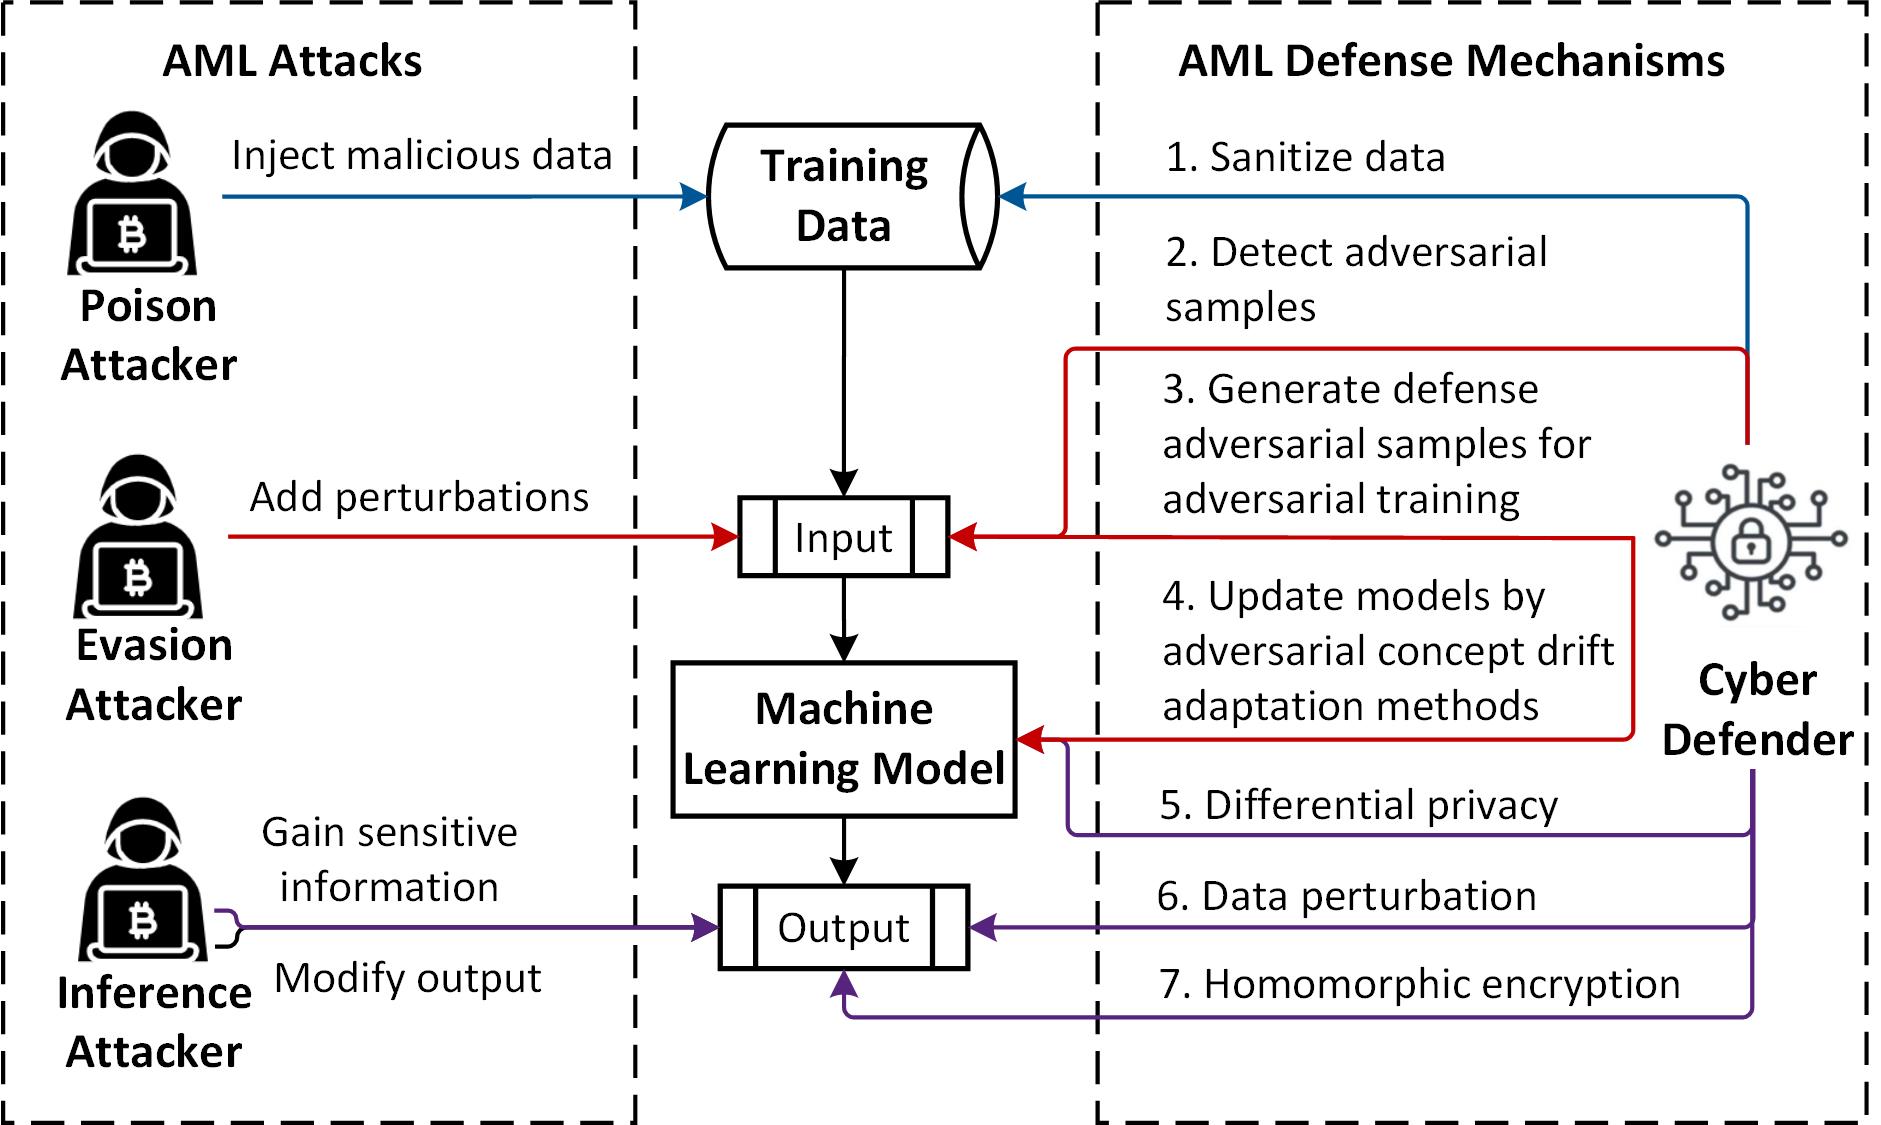 AML Attacks
Inject malicious data
Poison
Attacker
Add perturbations
Evasion
Attacker
Gain sensitive
information
Modify output
Inference
Attacker
Training
Data
Input
Machine
Learning Model
Output
AML Defense Mechanisms
1. Sanitize data
2. Detect adversarial
samples
3. Generate defense
adversarial samples for
adversarial training
4. Update models by
adversarial concept drift
adaptation methods
5. Differential privacy
6. Data perturbation
7. Homomorphic encryption
Cyber
Defender